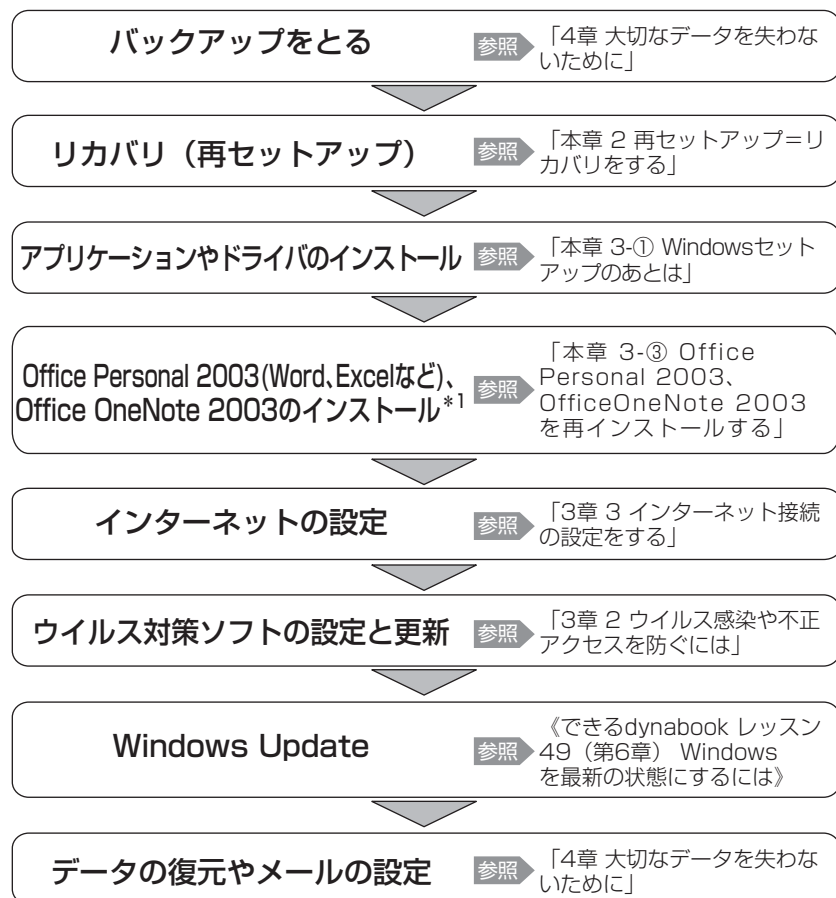 バックアップをとる
参照
「4章 大切なデータを失わな
いために」
リカバリ（再セットアップ）
参照
「本章 2 再セットアップ＝リ
カバリをする」
アプリケーションやドライバのインストール
参照
「本章 3-① Windowsセット
アップのあとは」
Office Personal 2003(Word、Excelなど)、
Office OneNote 2003のインストール*1
参照
「本章 3-③ Office
Personal 2003、
OfficeOneNote 2003
を再インストールする」
インターネットの設定
参照
「3章 3 インターネット接続
の設定をする」
ウイルス対策ソフトの設定と更新
参照
「3章 2 ウイルス感染や不正
アクセスを防ぐには」
Windows Update
参照
《できるdynabook レッスン
49（第6章） Windows
を最新の状態にするには》
データの復元やメールの設定
参照
「4章 大切なデータを失わな
いために」